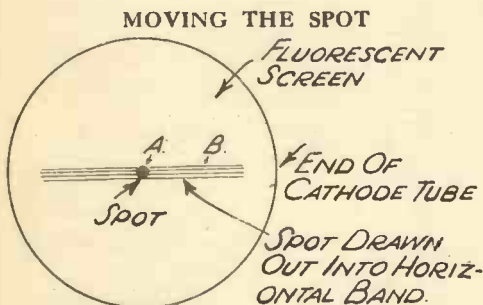 MOVING THE SPOT
FLUORESCENT
SCREEN
A.
B.
END OF
CATHODE TUBE
SPOT
SPOT DRAWN
OUT INTO HORIZ-
ONTAL BAND.